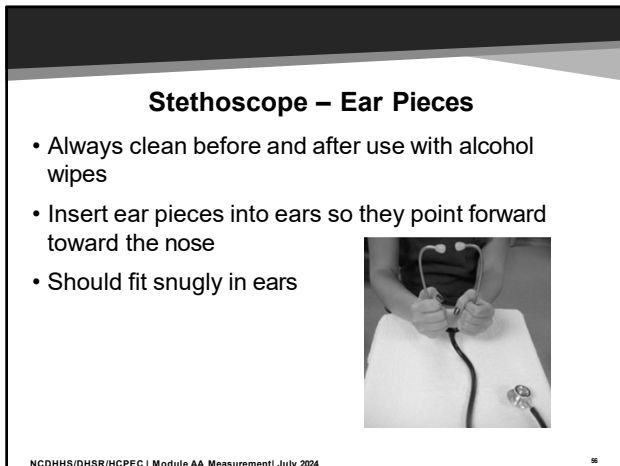 Stethoscope – Ear Pieces
• Always clean before and after use with alcohol
wipes
• Insert ear pieces into ears so they point forward
toward the nose
• Should fit snugly in ears
NCDHHS/DHSR/HCPEC | Module AA Measurement| July 2024
56